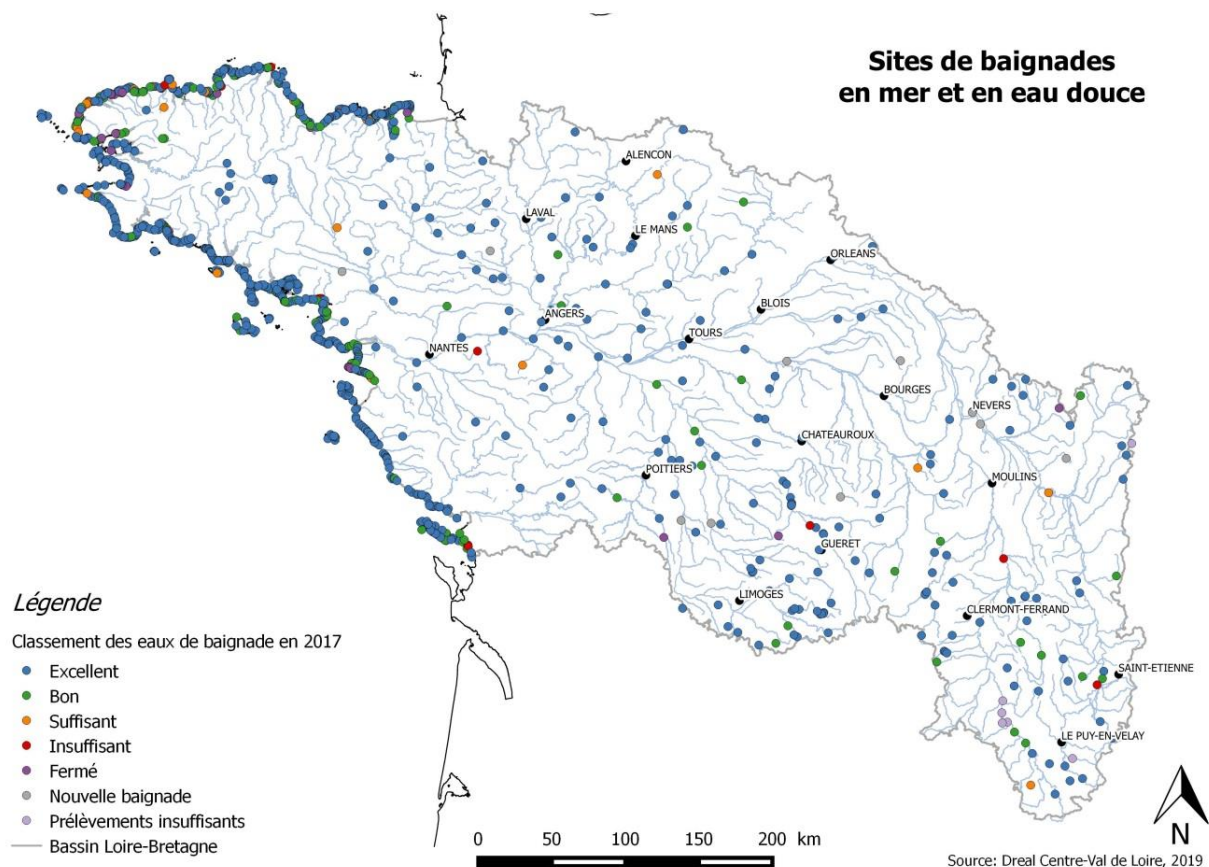 Sites de baignades
en mer et en eau douce
ALENCON
LAVAL
LE MANS
ORLEANS
BLOIS
ANGERS
TOURS
NANTES
BOURGES
NEVERS
CHATEAUROUX
POITIERS
MOULINS
GUERET
LIMOGES
CLERMONT-FERRAND
SAINT-ETIENNE
LE PUY-EN-VELAY
Légende
Classement des eaux de baignade en 2017
Excellent
Bon
Suffisant
Insuffisant
Fermé
Nouvelle baignade
Prélèvements insuffisants
Bassin Loire-Bretagne
0 50 100 150 200 km
N
Source: Dreal Centre-Val de Loire, 2019